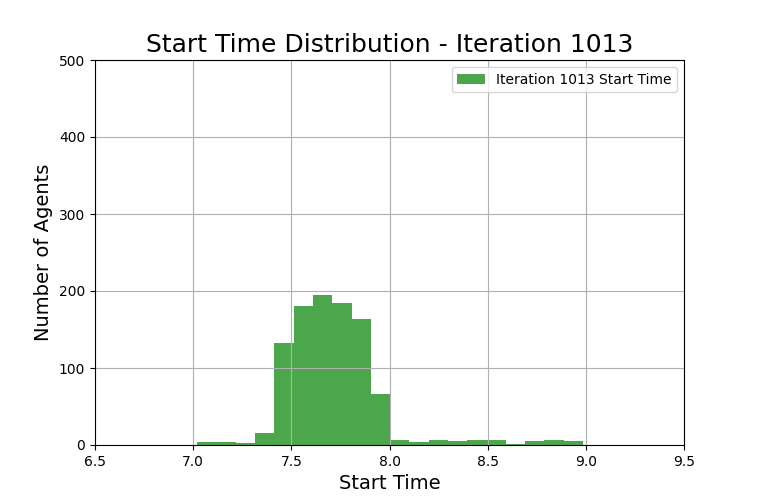 Start Time Distribution - Iteration 1013
Iteration 1013 Start Time
500
400
300
200
100
0
Number of Agents
6.5 7.0 7.5 8.0 8.5 9.0 9.5
Start Time